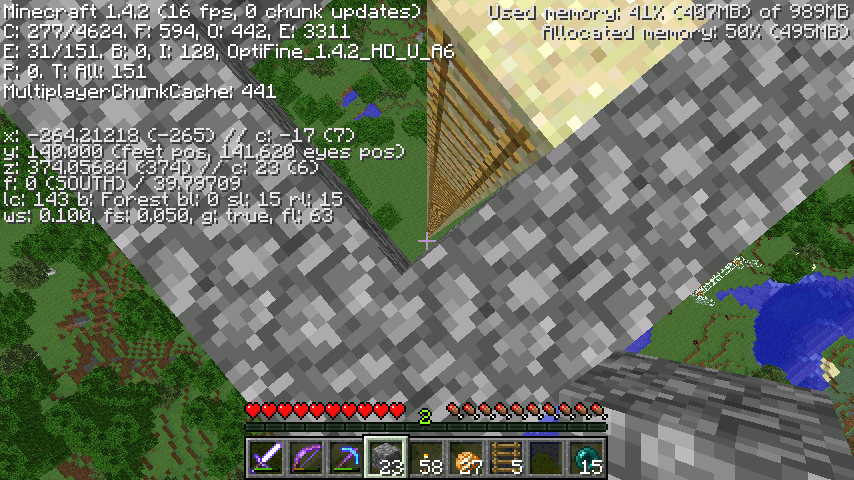 Minecraft 1.4.2 (16 fps, 0 chunk updates)
C: 277/4624, F: 594, O: 442, E: 3311
E: 31/151, B: 0, I: 120, OptiFine_1.4.2_HD_U_A6
P: 0, T: All: 151
MultiplayerChunkCache: 441
x: -264.21218 (-265) // c: -17 (7)
y: 140.000 (feet pos, 141.620 eyes pos)
z: 374.05684 (374) // c: 23 (6)
f: 0 (SOUTH) / 39.79709
lc: 143 b: Forest bl: 0 sl: 15 rl: 15
ws: 0.100, fs: 0.050, g: true, fl: 63
Used memory: 41% (407MB) of 989MB
Allocated memory: 50% (495MB)
8
23 58 27 5 15